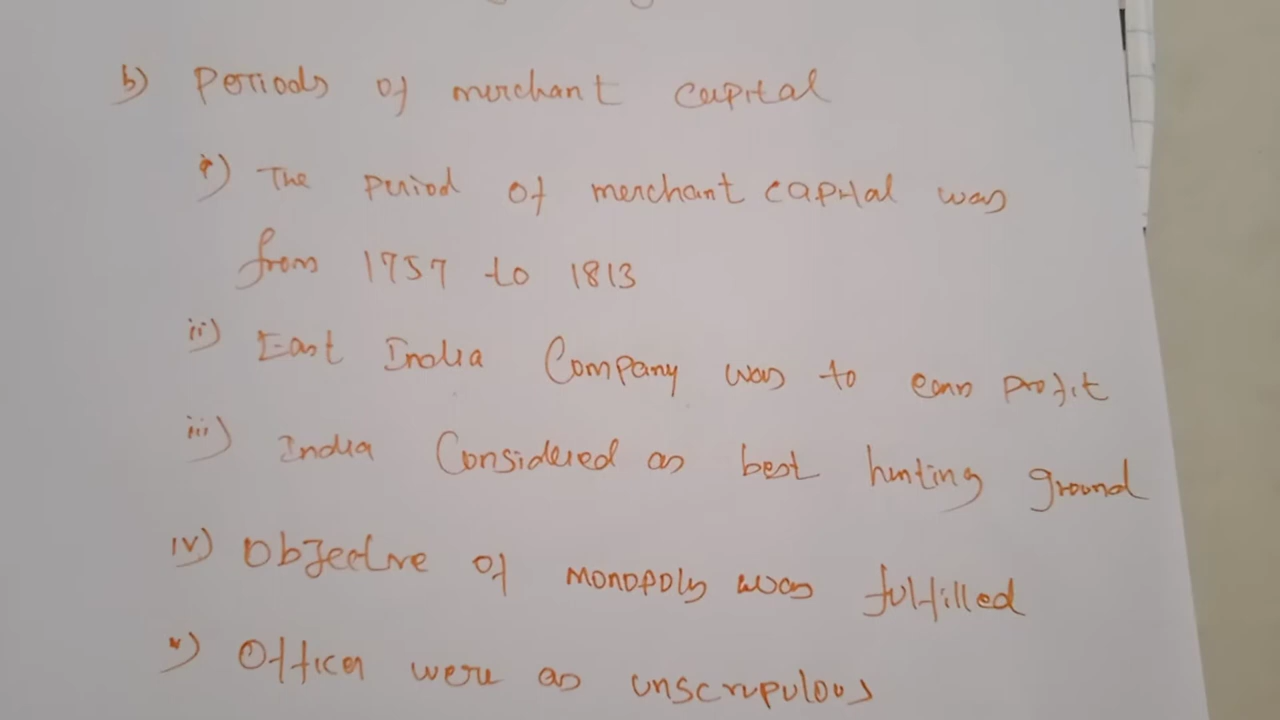 b) Periods of merchant capital
i) The period of merchant capital was
from 1757 to 1813
ii) East India Company was to earn profit
iii) India Considered as best hunting ground
iv) Objective of monopoly was fulfilled
v) Officer were as unscrupulous